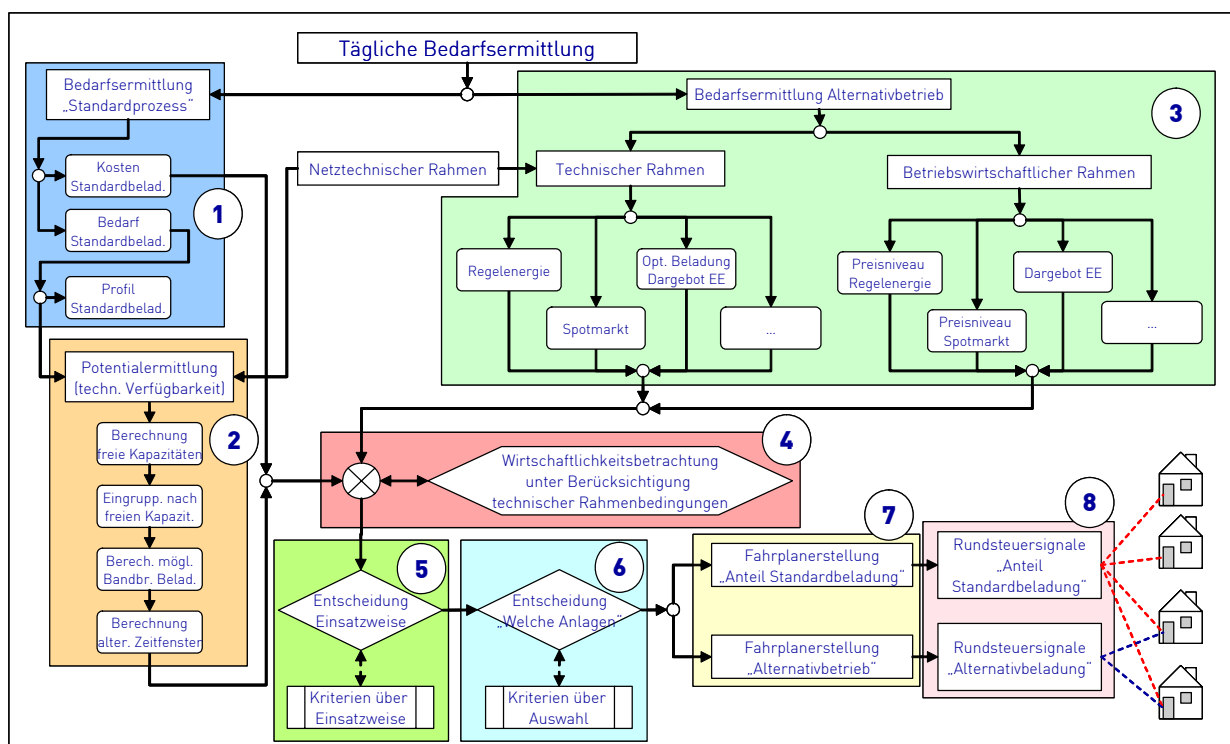 Tägliche Bedarfsermittlung
Bedarfsermittlung
„Standardprozess“
Kosten
Standardbelad.
Bedarf
Standardbelad.
Profil
Standardbelad.
1
Netztechnischer Rahmen
Bedarfsermittlung Alternativbetrieb
3
Technischer Rahmen
Betriebswirtschaftlicher Rahmen
Regelenergie
Spotmarkt
Opt. Beladung
Dargebot EE
...
Preisniveau
Regelenergie
Preisniveau
Spotmarkt
Dargebot EE
...
Potentialermittlung
(techn. Verfügbarkeit)
2
Berechnung
freie Kapazitäten
Eingrupp. nach
freien Kapazit.
Berech. mögl.
Bandbr. Belad.
Berechnung
alter. Zeitfenster
4
Wirtschaftlichkeitsbetrachtung
unter Berücksichtigung
technischer Rahmenbedingungen
5
Entscheidung
Einsatzweise
Kriterien über
Einsatzweise
6
Entscheidung
„Welche Anlagen“
Kriterien über
Auswahl
7
Fahrplanerstellung
„Anteil Standardbeladung“
Fahrplanerstellung
„Alternativbetrieb“
8
Rundsteuersignale
„Anteil
Standardbeladung“
Rundsteuersignale
„Alternativbeladung“